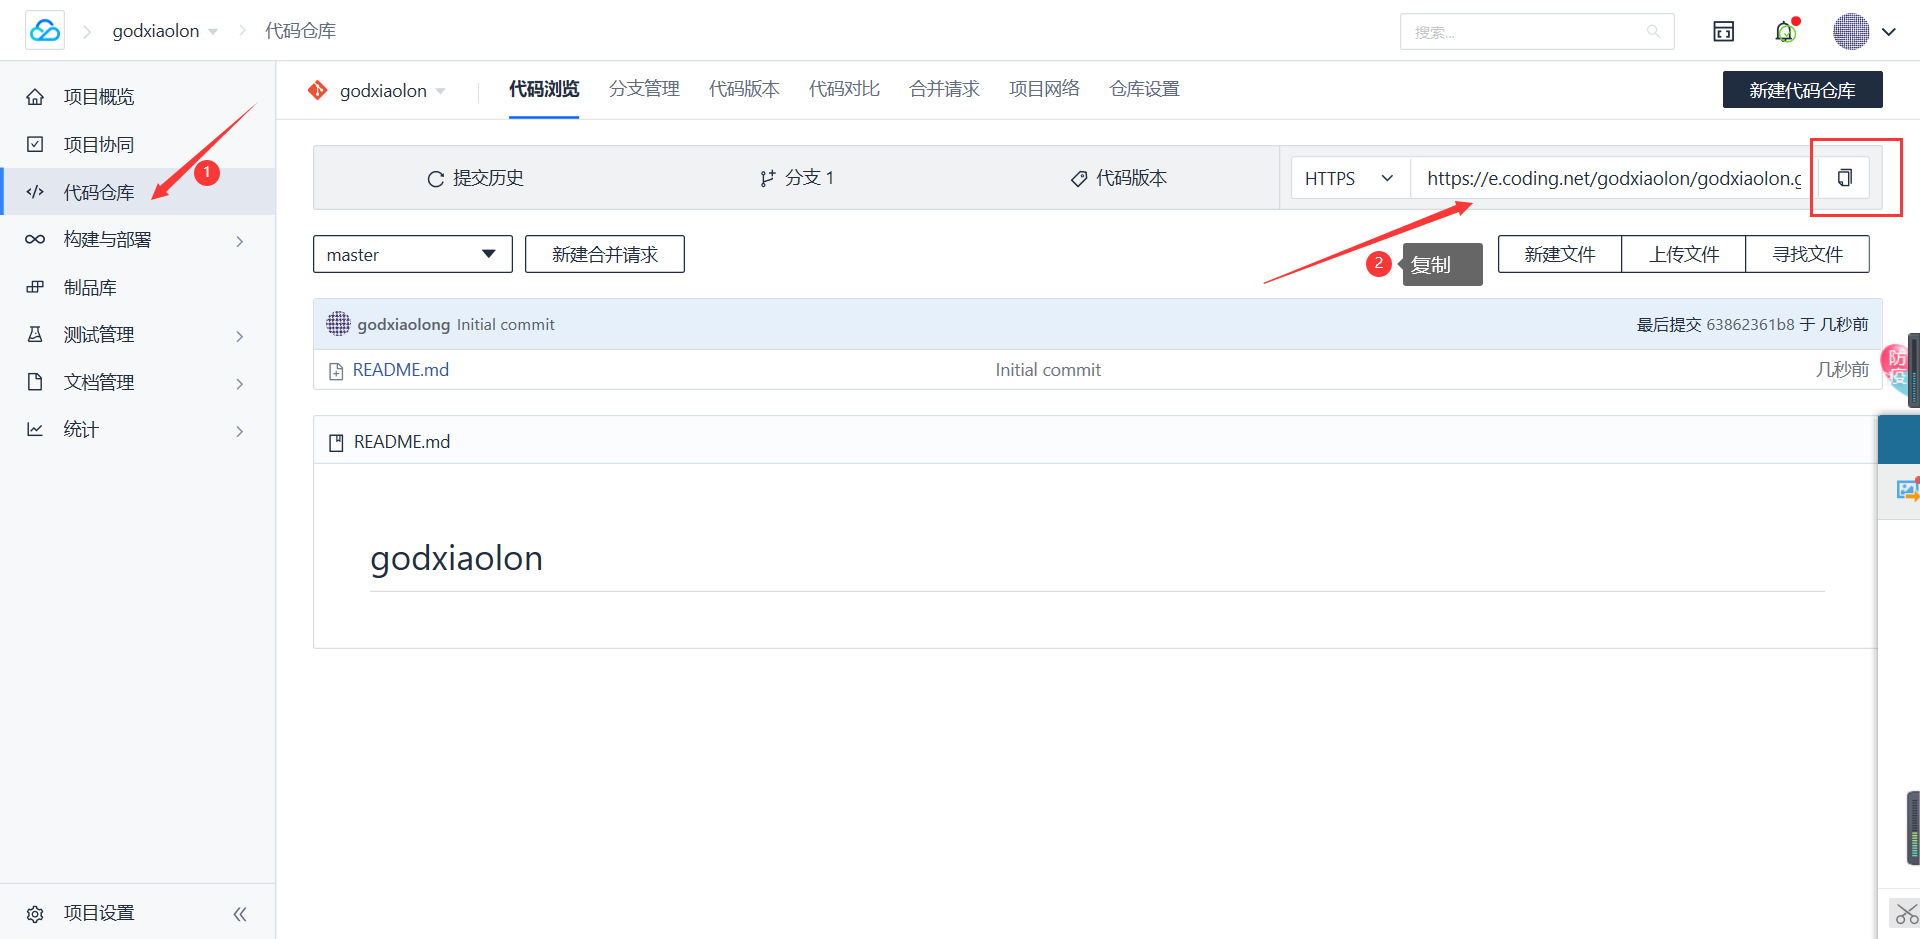 godxiaolon
代码仓库
搜索...
项目概览
项目协同
代码仓库
构建与部署
制品库
测试管理
文档管理
统计
项目设置
1
godxiaolon
代码浏览
分支管理
代码版本
代码对比
合并请求
项目网络
仓库设置
新建代码仓库
提交历史
分支 1
代码版本
HTTPS
https://e.coding.net/godxiaolon/godxiaolon.g
master
新建合并请求
2
复制
新建文件
上传文件
寻找文件
godxiaolong Initial commit
最后提交 63862361b8 于 几秒前
README.md
Initial commit
几秒前
防
疫
README.md
godxiaolon